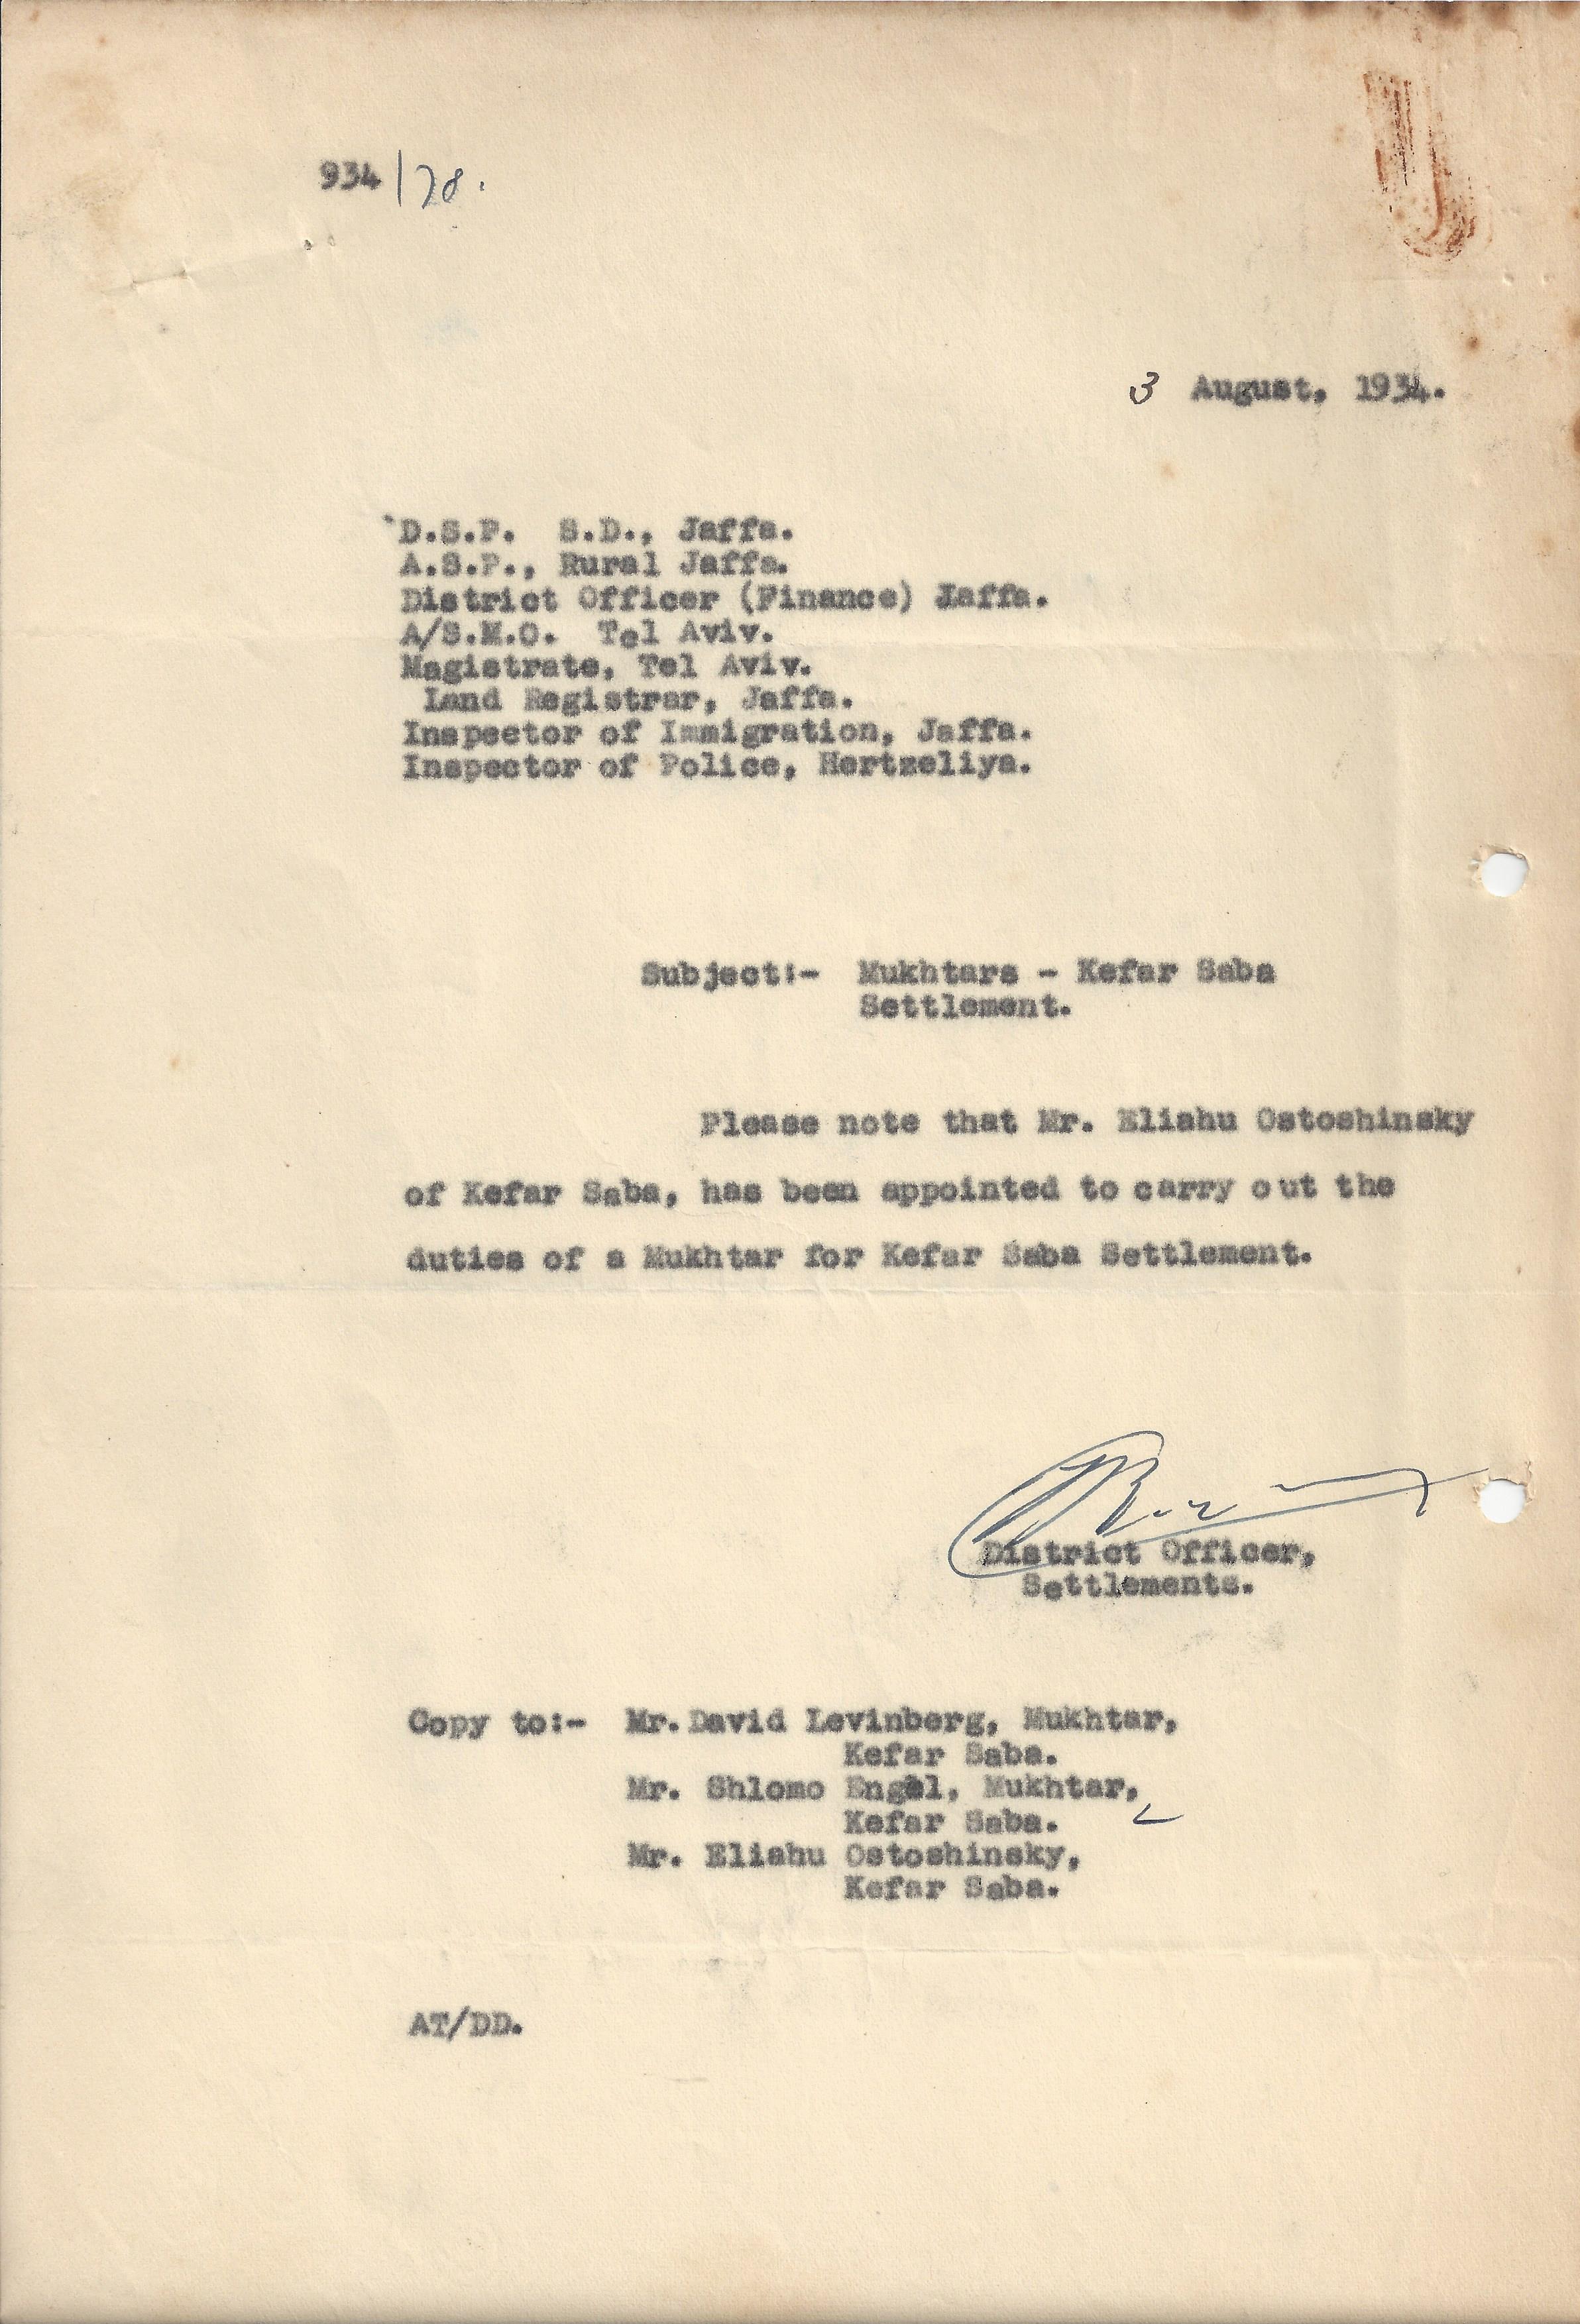 934/78.
3 August, 1934.
D.S.P. S.D., Jaffa.
A.S.P., Rural Jaffa.
District Officer (Finance) Jaffa.
A/S.M.O. Tel Aviv.
Magistrate, Tel Aviv.
Land Registrar, Jaffa.
Inspector of Immigration, Jaffa.
Inspector of Police, Hertzeliya.
Subject:- Mukhtars - Kefar Saba
Settlement.
Please note that Mr. Eliahu Ostoshinsky
of Kefar Saba, has been appointed to carry out the
duties of a Mukhtar for Kefar Saba Settlement.
District Officer,
Settlements.
Copy to:- Mr. David Levinberg, Mukhtar,
Kefar Saba.
Mr. Shlomo Engel, Mukhtar,
Kefar Saba.
Mr. Eliahu Ostoshinsky,
Kefar Saba.
AT/DD.